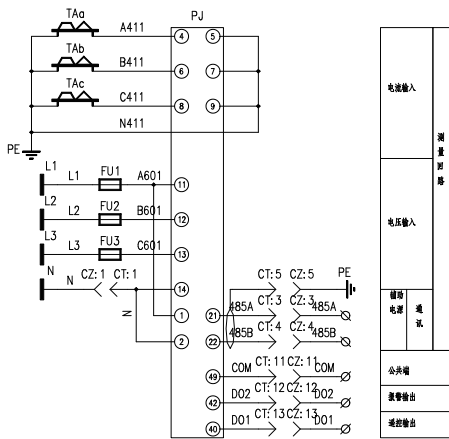 TAa
PJ
A411
4
5
TAb
B411
6
7
TAc
C411
8
9
N411
PE
电流输入
测量回路
L1
L1
FU1
A601
11
L2
L2
FU2
B601
12
L3
L3
FU3
C601
13
电压输入
N
N
CZ:1
CT:1
14
CT:5
CZ:5
PE
辅助电源
通讯
N
1
21
485A
CT:3
CZ:3
485A
2
22
485B
CT:4
CZ:4
485B
49
COM
CT:11
CZ:11
COM
公共端
42
DO2
CT:12
CZ:12
DO2
报警输出
40
DO1
CT:13
CZ:13
DO1
遥控输出